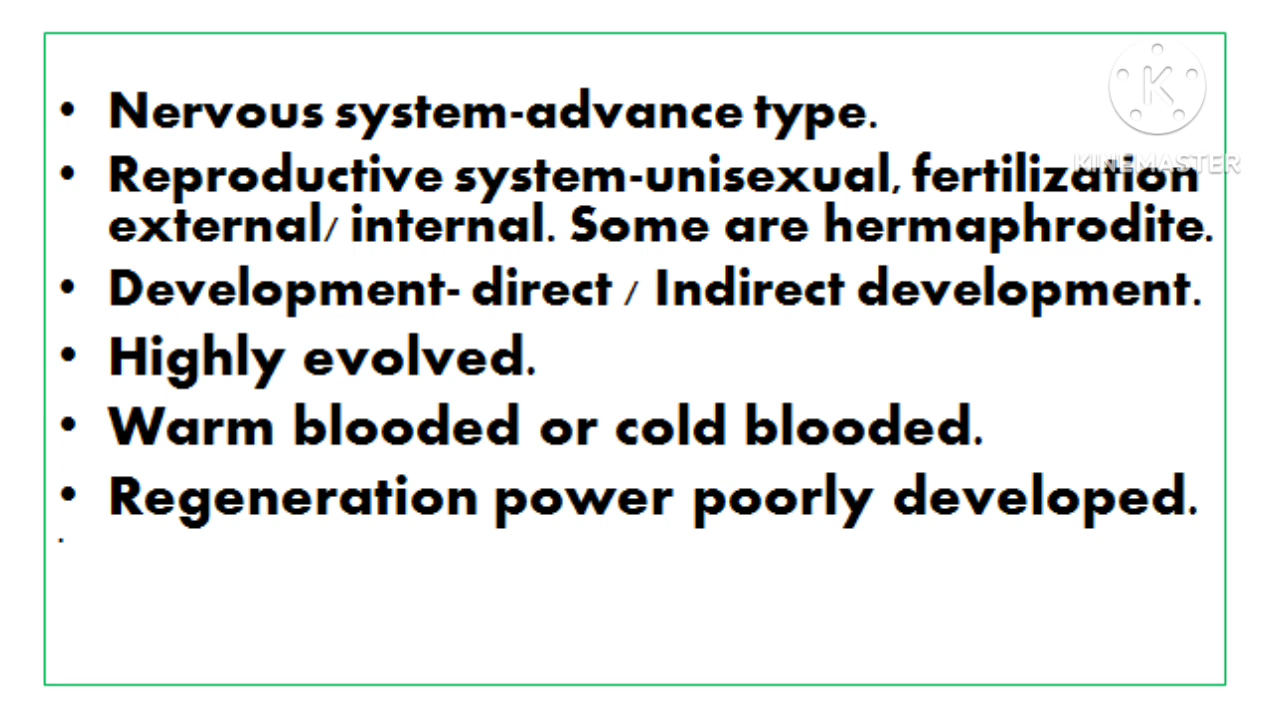 • Nervous system-advance type.
• Reproductive system-unisexual, fertilization
external/ internal. Some are hermaphrodite.
• Development- direct / Indirect development.
• Highly evolved.
• Warm blooded or cold blooded.
• Regeneration power poorly developed.
.
K
KINEMASTER